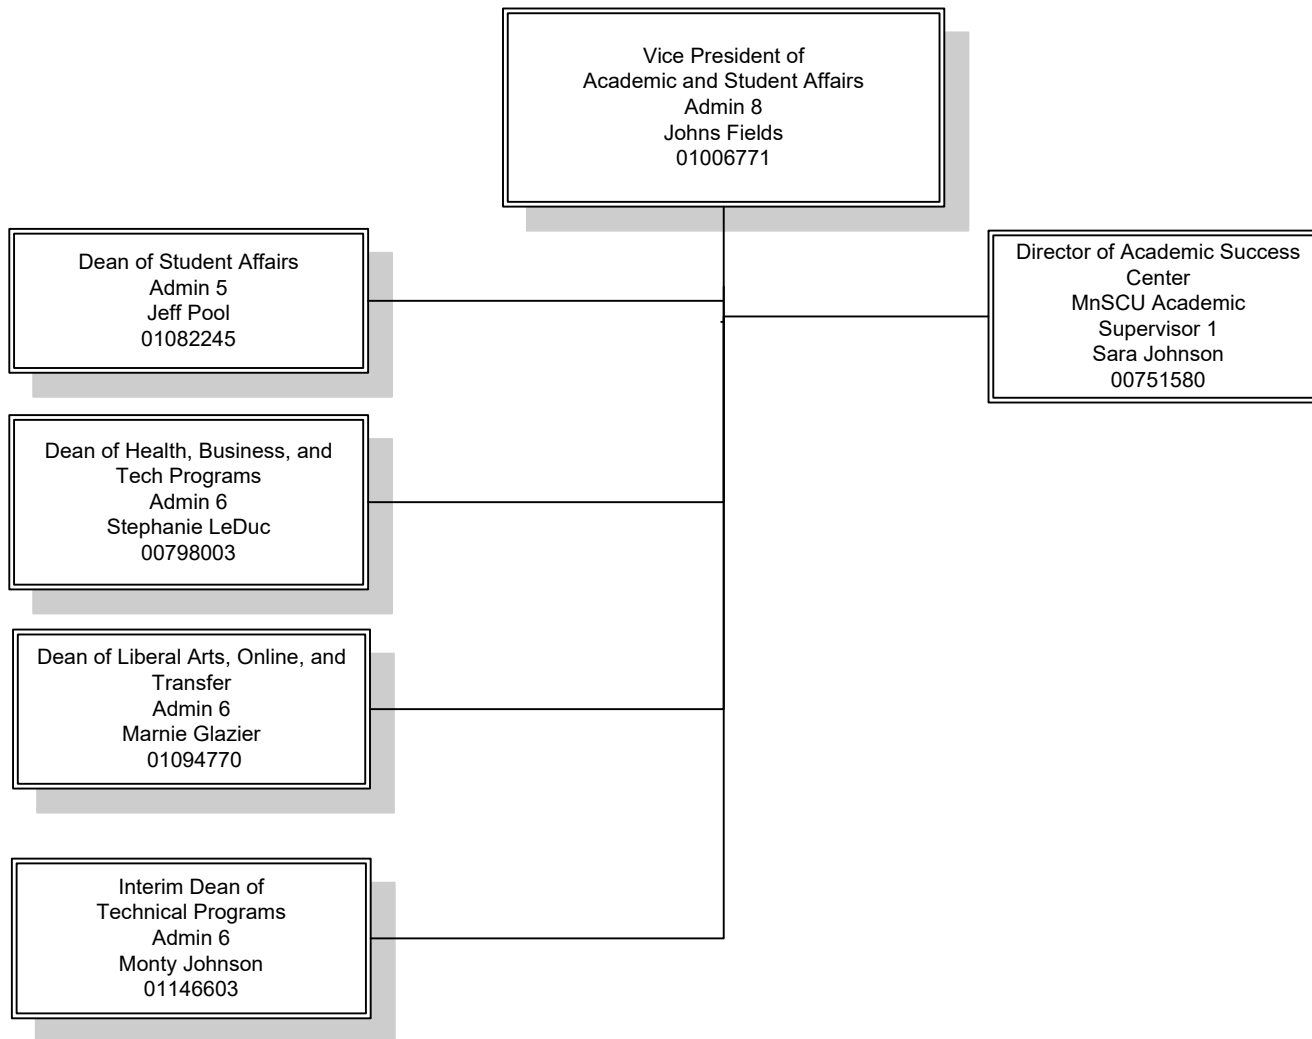 Vice President of
Academic and Student Affairs
Admin 8
Johns Fields
01006771
Dean of Student Affairs
Admin 5
Jeff Pool
01082245
Director of Academic Success
Center
MnSCU Academic
Supervisor 1
Sara Johnson
00751580
Dean of Health, Business, and
Tech Programs
Admin 6
Stephanie LeDuc
00798003
Dean of Liberal Arts, Online, and
Transfer
Admin 6
Marnie Glazier
01094770
Interim Dean of
Technical Programs
Admin 6
Monty Johnson
01146603